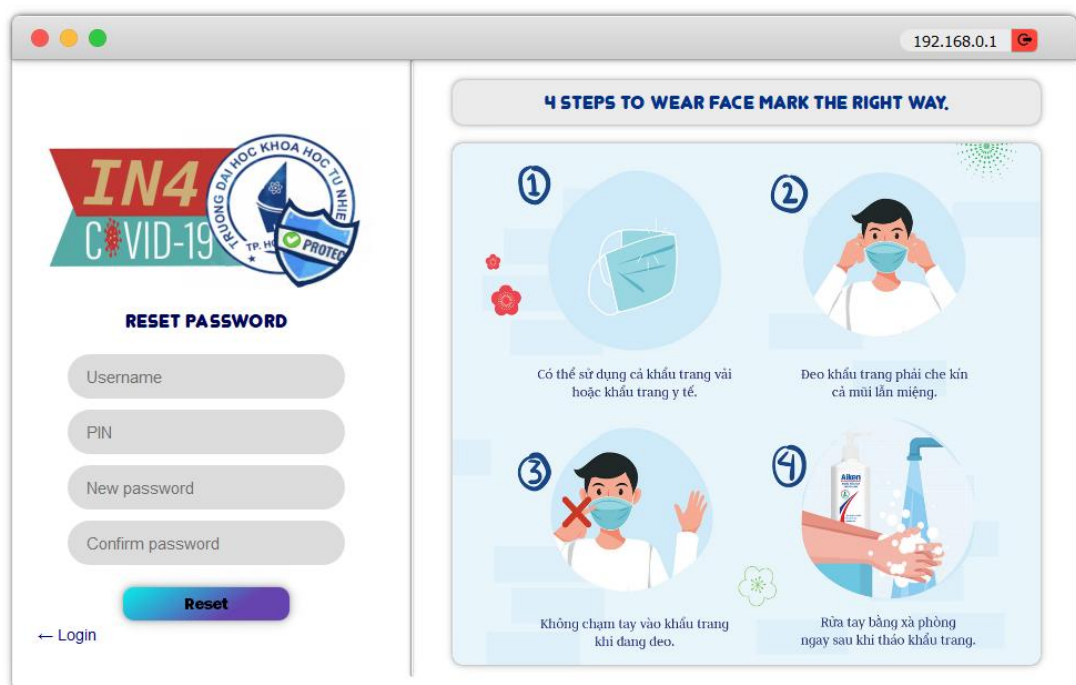 192.168.0.1
IN4
COVID-19
TRUONG DAI HOC KHOA HOC TU NHIE
TP. HO
PROTEC
RESET PASSWORD
Username
PIN
New password
Confirm password
Reset
← Login
4 STEPS TO WEAR FACE MARK THE RIGHT WAY.
1
Có thể sử dụng cả khẩu trang vải
hoặc khẩu trang y tế.
2
Đeo khẩu trang phải che kín
cả mũi lẫn miệng.
3
Không chạm tay vào khẩu trang
khi đang đeo.
4
Aiken
Rửa tay bằng xà phòng
ngay sau khi tháo khẩu trang.